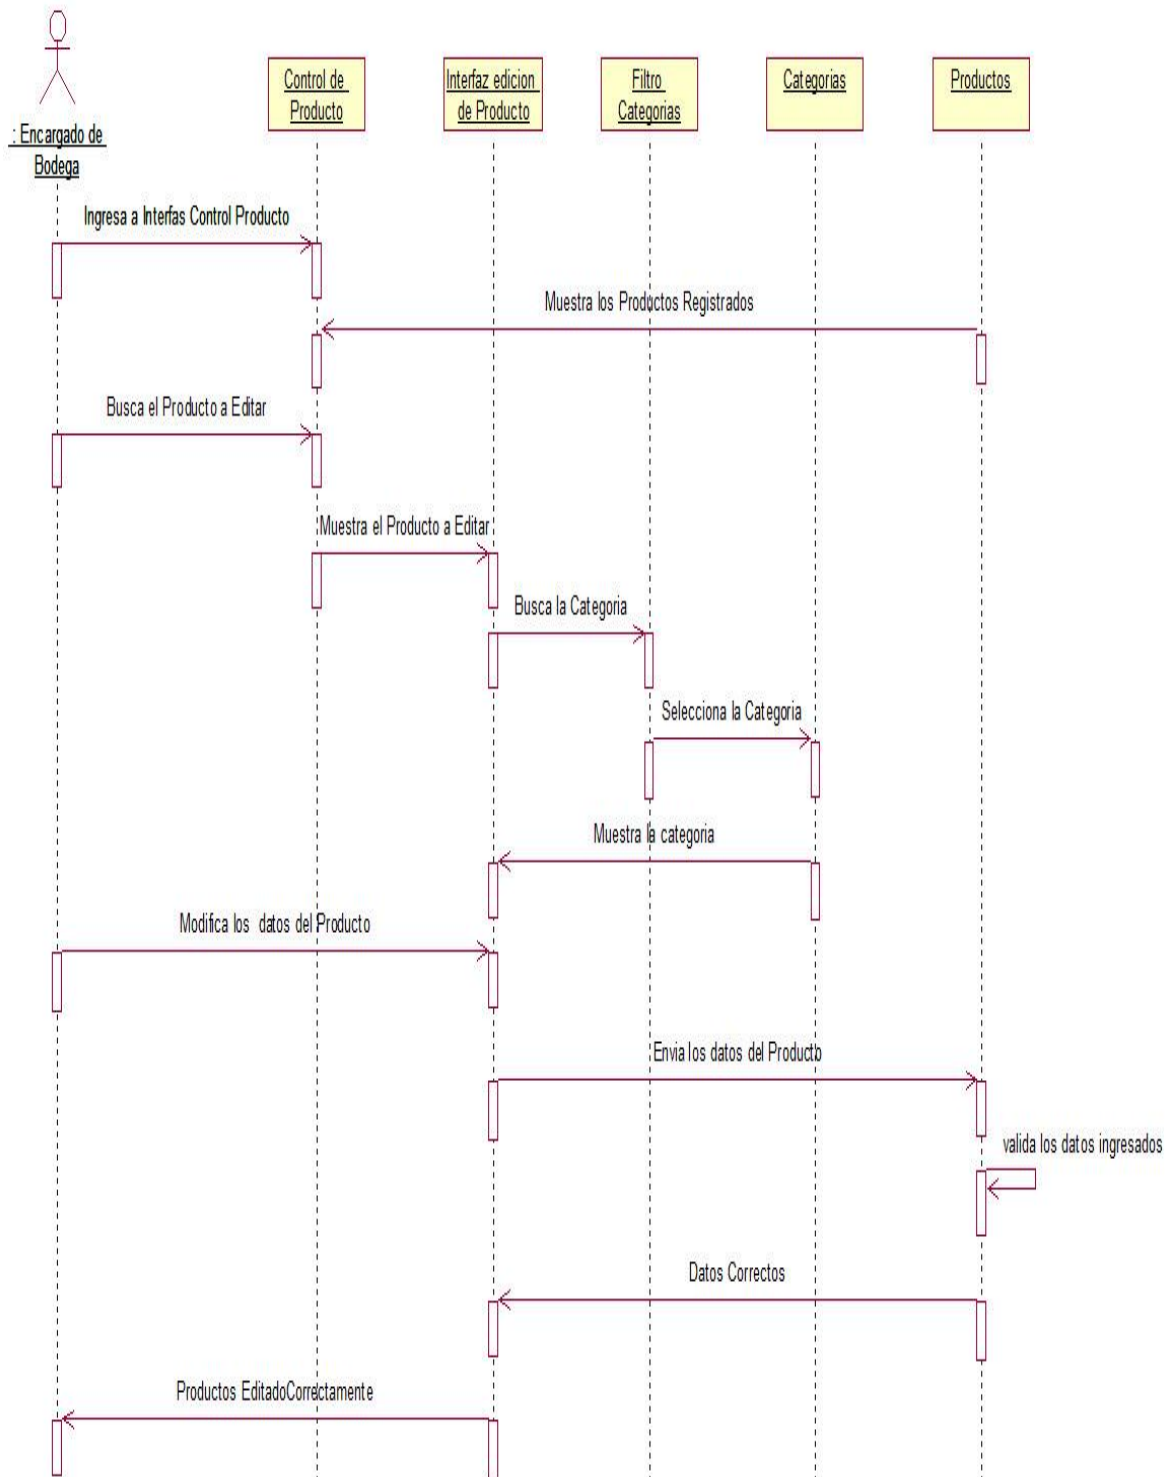 : Encargado de
Bodega
Control de
Producto
Interfaz edicion
de Producto
Filtro
Categorias
Categorias
Productos
Ingresa a Interfas Control Producto
Muestra los Productos Registrados
Busca el Producto a Editar
Muestra el Producto a Editar
Busca la Categoria
Selecciona la Categoria
Muestra la categoria
Modifica los datos del Producto
Envia los datos del Producto
valida los datos ingresados
Datos Correctos
Productos EditadoCorrectamente